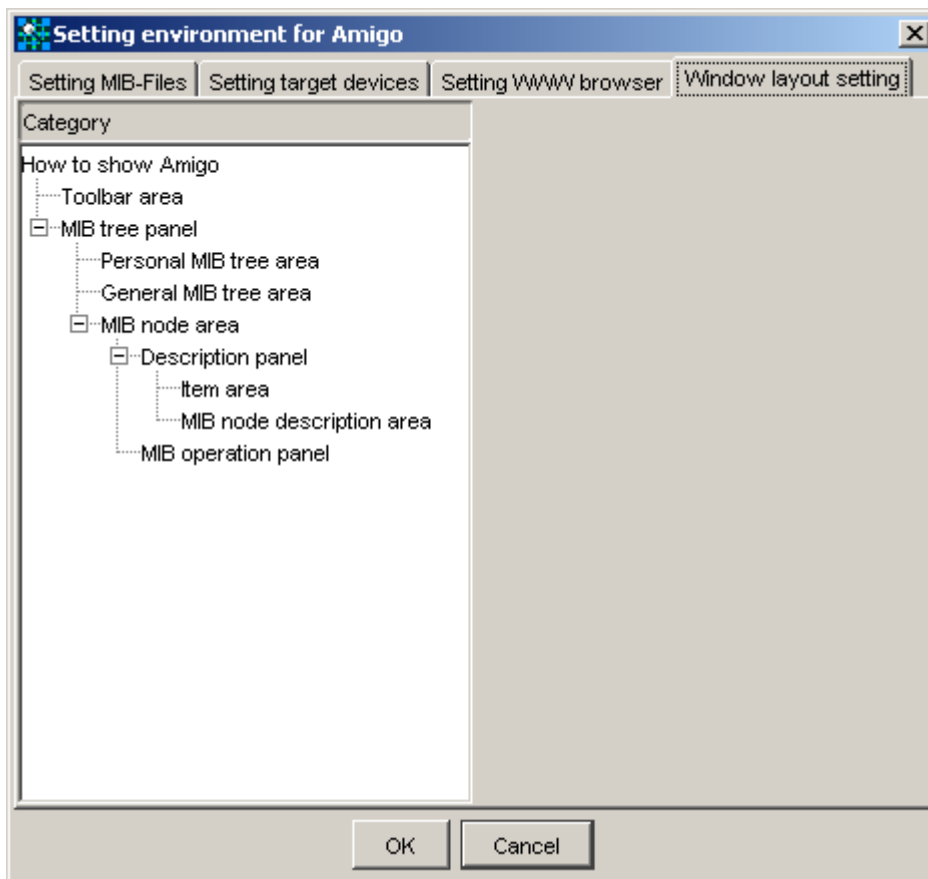 Setting environment for Amigo
Setting MIB-Files Setting target devices Setting WWW browser Window layout setting
Category
How to show Amigo
Toolbar area
MIB tree panel
Personal MIB tree area
General MIB tree area
MIB node area
Description panel
Item area
MIB node description area
MIB operation panel
OK Cancel